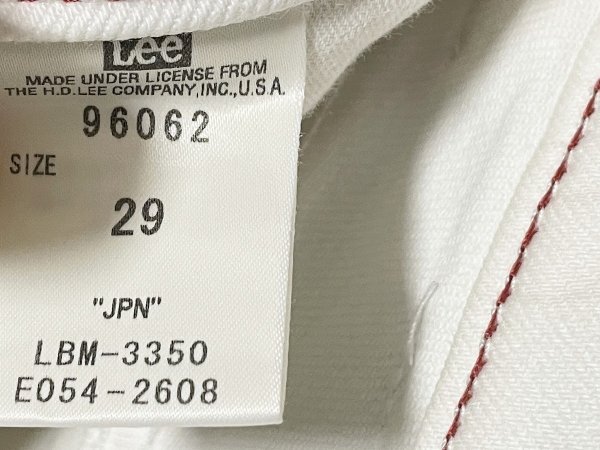 Lee
MADE UNDER LICENSE FROM
THE H.D.LEE COMPANY,INC.,U.S.A.
96062
SIZE
29
"JPN"
LBM-3350
E054-2608